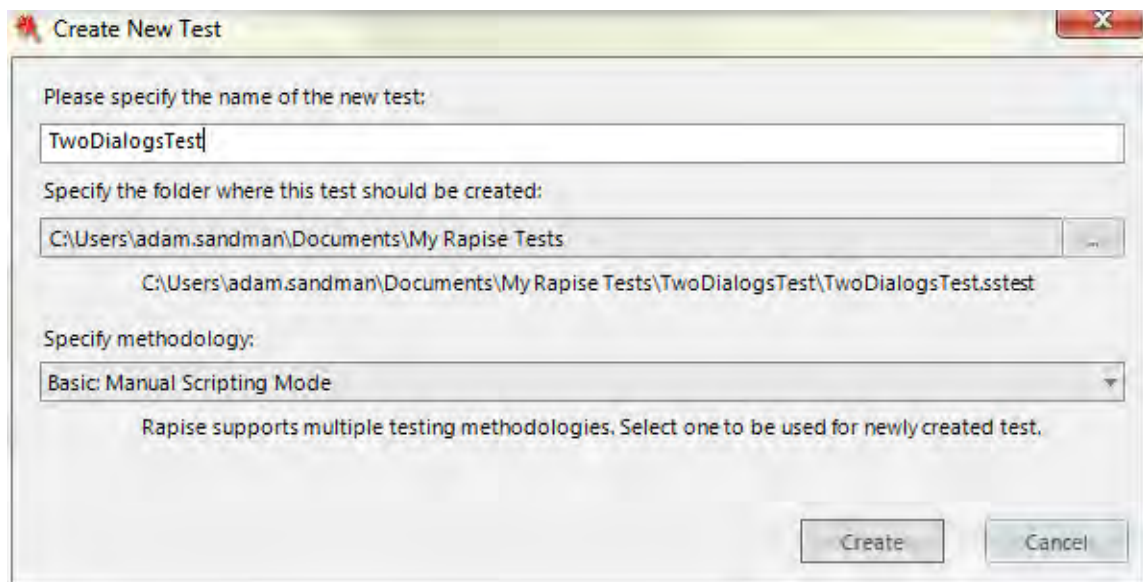 Create New Test
Please specify the name of the new test:
TwoDialogsTest
Specify the folder where this test should be created:
C:\Users\adam.sandman\Documents\My Rapise Tests
...
C:\Users\adam.sandman\Documents\My Rapise Tests\TwoDialogsTest\TwoDialogsTest.sstest
Specify methodology:
Basic: Manual Scripting Mode
Rapise supports multiple testing methodologies. Select one to be used for newly created test.
Create Cancel